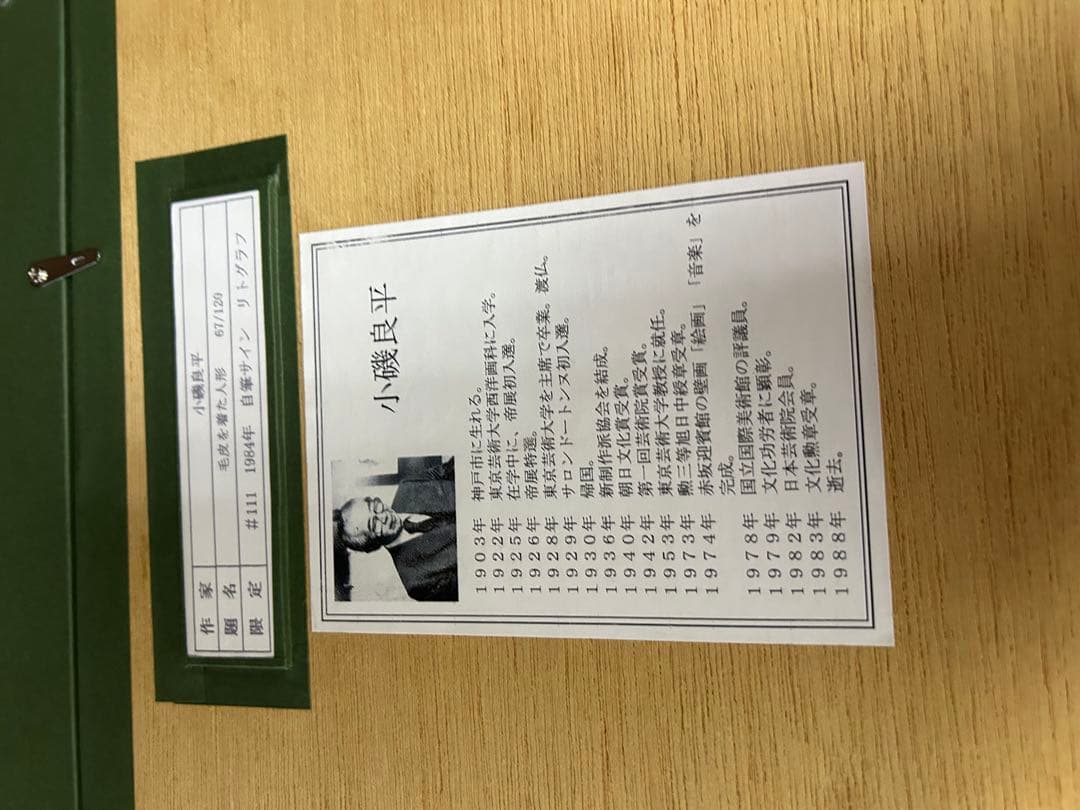 作　家　小磯良平
題　名　毛皮を着た人形　67/120
限　定　#111　1984年　自筆サイン　リトグラフ
小磯良平
１９０３年　神戸市に生れる。
１９２２年　東京芸術大学西洋画科に入学。
１９２５年　在学中に、帝展初入選。
１９２６年　帝展特選。
１９２８年　東京芸術大学を主席で卒業。渡仏。
１９２９年　サロンドートンヌ初入選。
１９３０年　帰国。
１９３６年　新制作派協会を結成。
１９４０年　朝日文化賞受賞。
１９４２年　第一回芸術院賞受賞。
１９５３年　東京芸術大学教授に就任。
１９７３年　勲三等旭日中綬章受章。
１９７４年　赤坂迎賓館の壁画「絵画」「音楽」を
完成。
１９７８年　国立国際美術館の評議員。
１９７９年　文化功労者に顕彰。
１９８２年　日本芸術院会員。
１９８３年　文化勲章受章。
１９８８年　逝去。